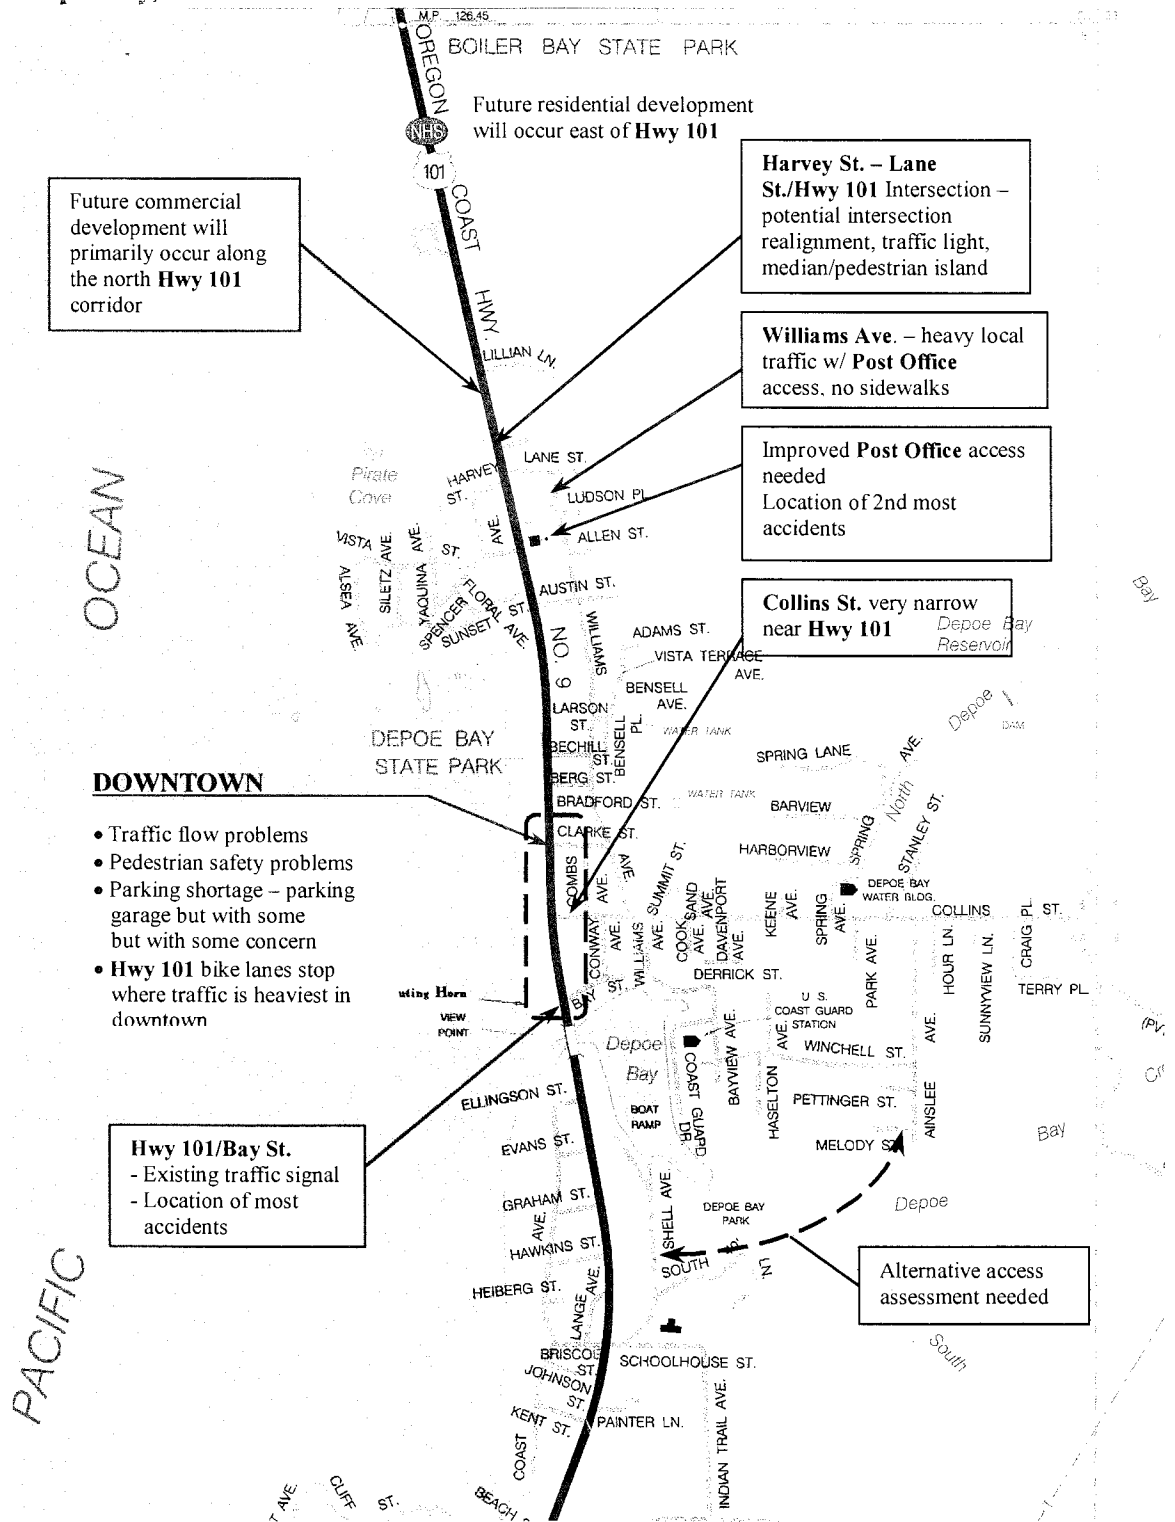 M.P. 126.45
BOILER BAY STATE PARK
OREGON
COAST
HWY.
NHS
101
Future residential development
will occur east of Hwy 101
Harvey St. – Lane
St./Hwy 101 Intersection –
potential intersection
realignment, traffic light,
median/pedestrian island
Future commercial
development will
primarily occur along
the north Hwy 101
corridor
Williams Ave. – heavy local
traffic w/ Post Office
access, no sidewalks
Improved Post Office access
needed
Location of 2nd most
accidents
Collins St. very narrow
near Hwy 101
LILLIAN LN.
LANE ST.
HARVEY
ST.
LUDSON PL.
ALLEN ST.
Pirate
Cove
OCEAN
VISTA
ST.
AVE.
ALSEA AVE.
SILETZ AVE.
YAQUINA AVE.
SPENCER
FLORAL AVE.
SUNSET ST.
AUSTIN ST.
NO. 9
WILLIAMS
ADAMS ST.
VISTA TERRACE
AVE.
BENSELL
AVE.
BENSELL PL.
Depoe Bay
Reservoir
Bay
Depoe
DAM
LARSON
ST.
BECHILL
ST.
BERG ST.
BRADFORD ST.
CLARKE ST.
WATER TANK
WATER TANK
DEPOE BAY
STATE PARK
SPRING LANE
AVE.
North
BARVIEW
HARBORVIEW
SPRING
STANLEY ST.
DOWNTOWN
• Traffic flow problems
• Pedestrian safety problems
• Parking shortage – parking
garage but with some
but with some concern
• Hwy 101 bike lanes stop
where traffic is heaviest in
downtown
COMBS
AVE.
AVE.
SUMMIT ST.
AVE.
COOK
AVE.
SAND
AVE.
DAVENPORT
AVE.
KEENE
AVE.
SPRING
AVE.
DEPOE BAY
WATER BLDG.
COLLINS ST.
CRAIG PL.
CONWAY
AVE.
WILLIAMS
BAY ST.
DERRICK ST.
PARK AVE.
HOUR LN.
SUNNYVIEW LN.
TERRY PL.
uting Horn
VIEW
POINT
U. S.
COAST GUARD
STATION
Depoe
Bay
BOAT
RAMP
COAST GUARD
DR.
BAYVIEW AVE.
HASELTON
AVE.
WINCHELL ST.
PETTINGER ST.
MELODY ST.
AINSLEE
AVE.
(PV
Bay
ELLINGSON ST.
EVANS ST.
GRAHAM ST.
AVE.
HAWKINS ST.
HEIBERG ST.
LANGE AVE.
Hwy 101/Bay St.
- Existing traffic signal
- Location of most
accidents
SHELL AVE.
DEPOE BAY
PARK
SOUTH
LN
Depoe
Alternative access
assessment needed
South
PACIFIC
BRISCOE
ST.
JOHNSON
ST.
KENT ST.
SCHOOLHOUSE ST.
PAINTER LN.
INDIAN TRAIL AVE.
COAST
BEACH
CLIFF
ST.
T AVE.